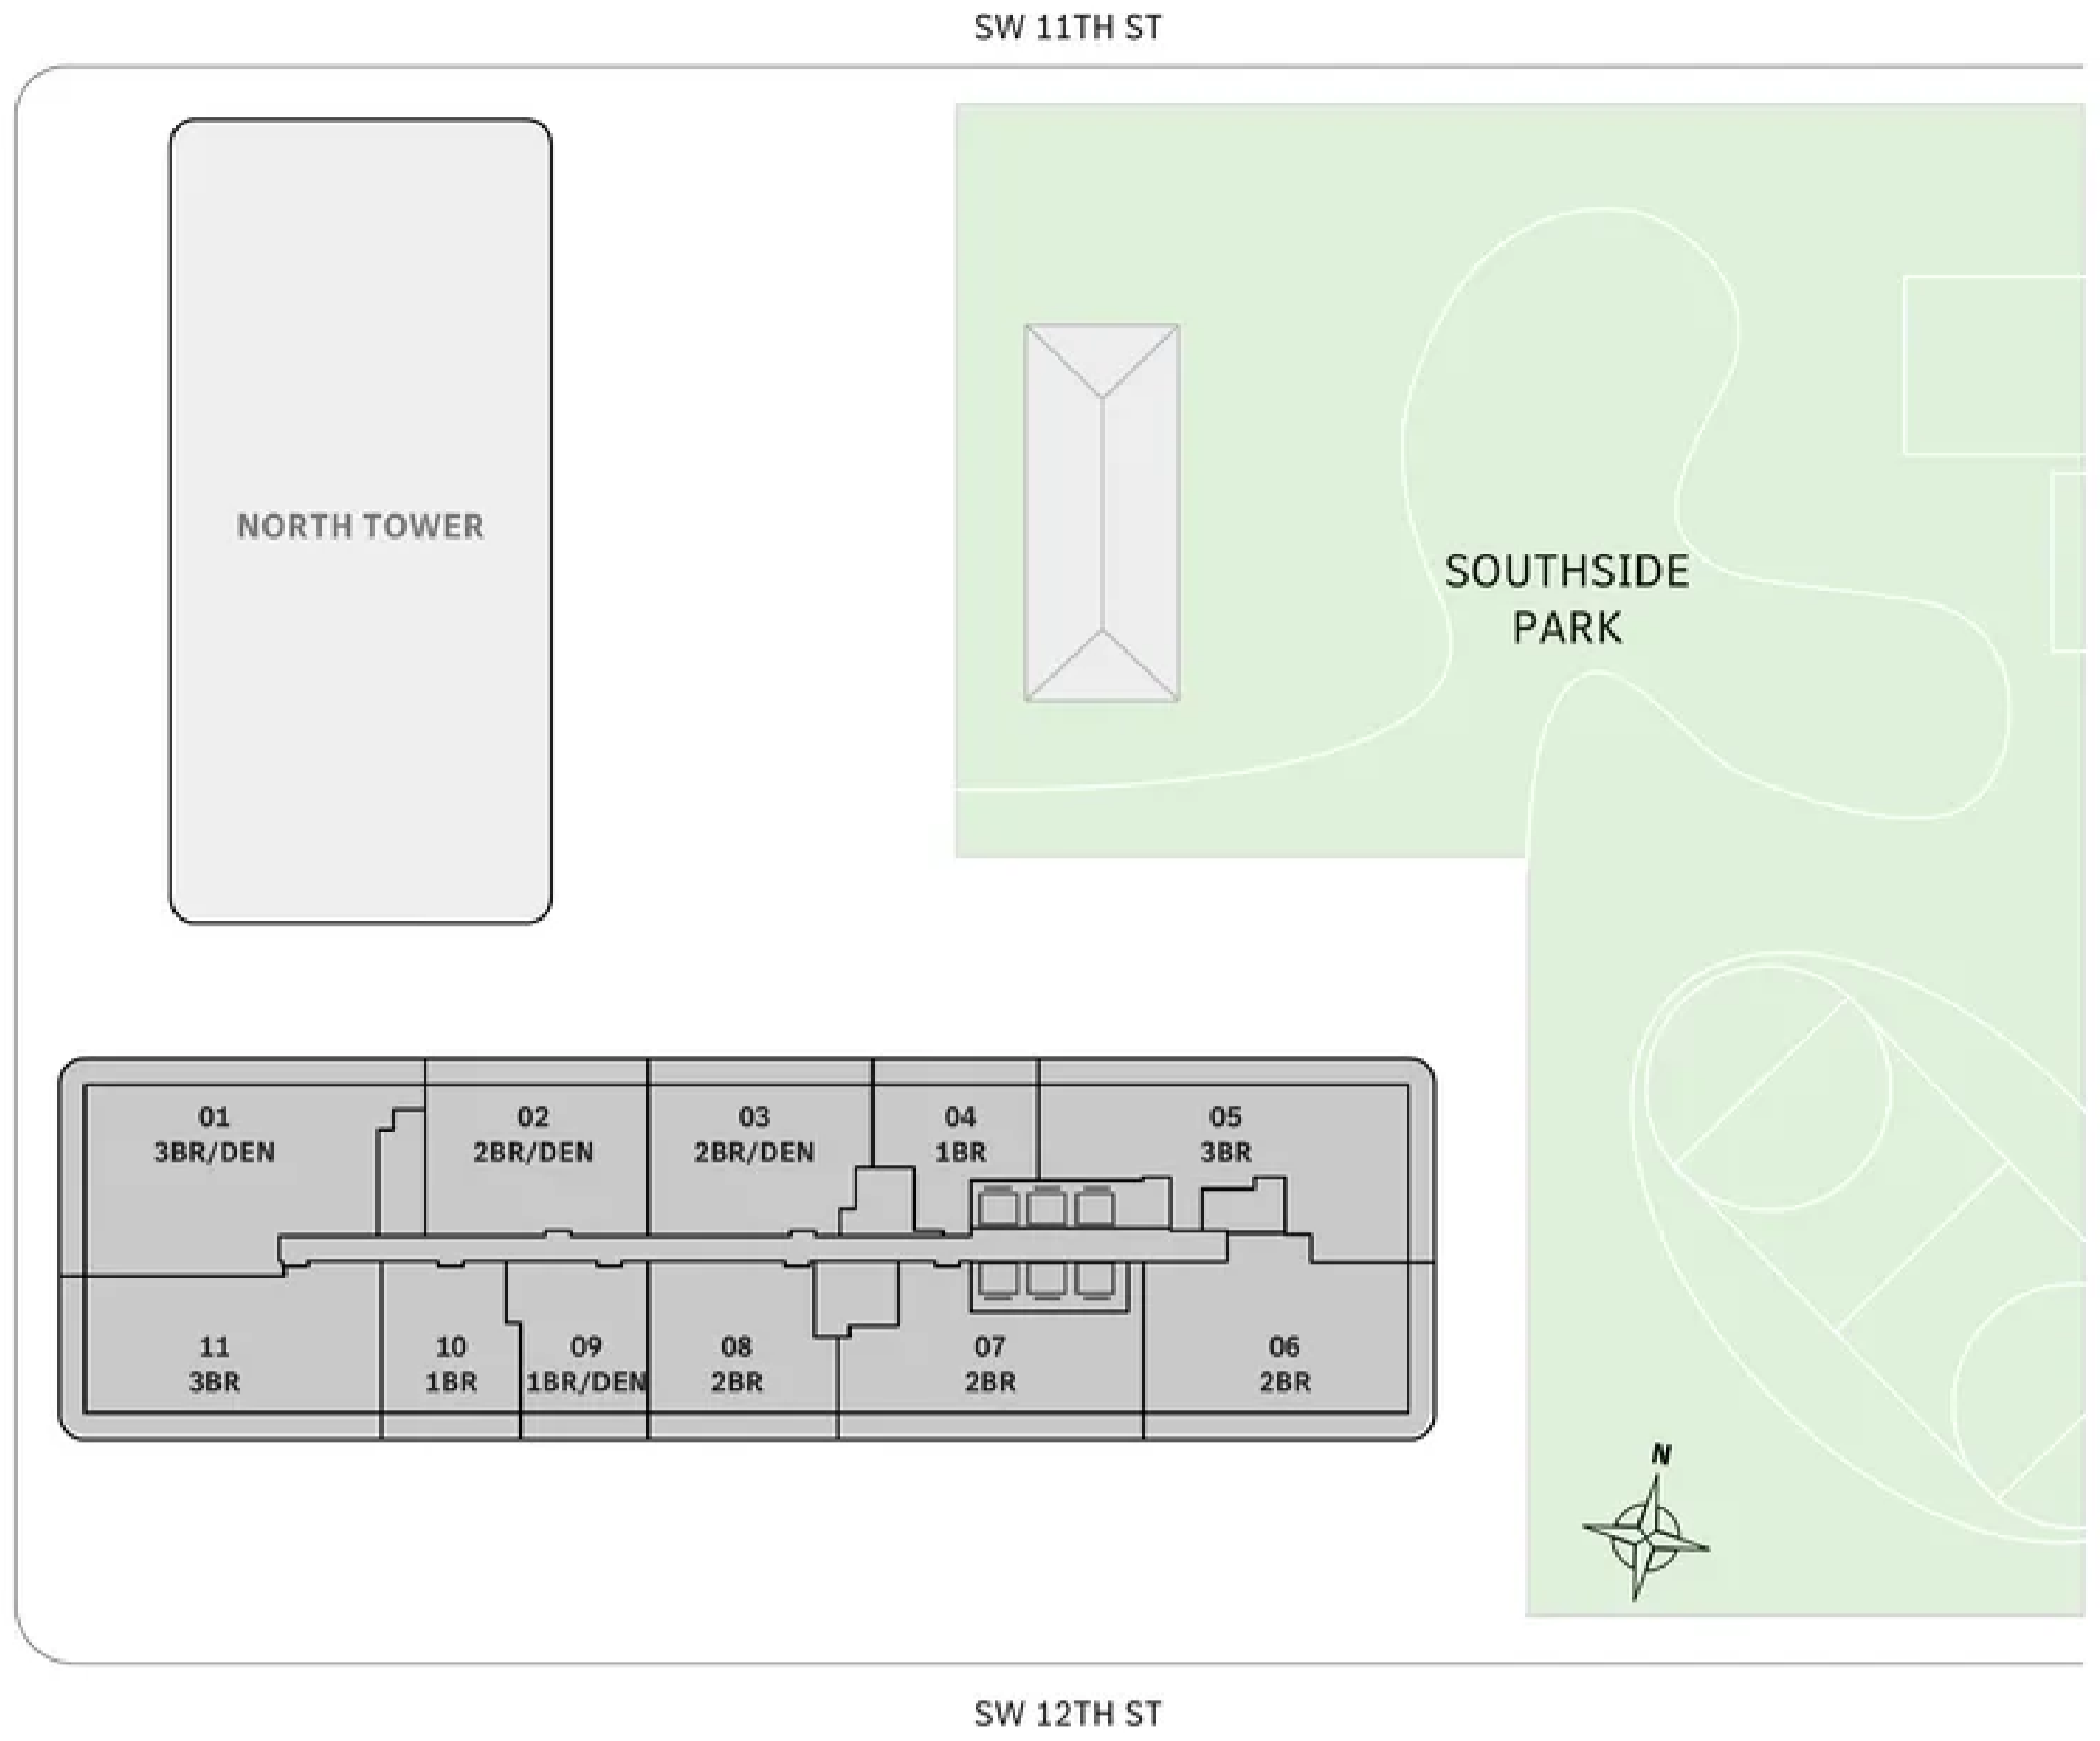 SW 11TH ST
NORTH TOWER
SOUTHSIDE
PARK
01
3BR/DEN
02
2BR/DEN
03
2BR/DEN
04
1BR
05
3BR
11
3BR
10
1BR
09
1BR/DEN
08
2BR
07
2BR
06
2BR
N
SW 12TH ST